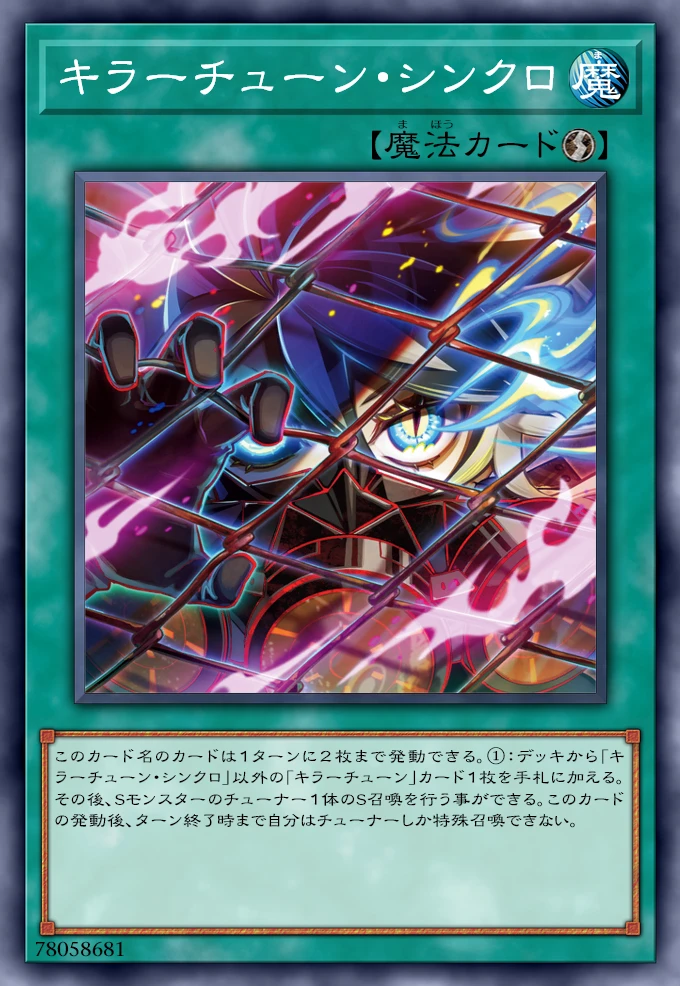 キラーチューン・シンクロ 魔
【魔法カード】
このカード名のカードは1ターンに2枚まで発動できる。①：デッキから「キ
ラーチューン・シンクロ」以外の「キラーチューン」カード1枚を手札に加える。
その後、Sモンスターのチューナー1体のS召喚を行う事ができる。このカード
の発動後、ターン終了時まで自分はチューナーしか特殊召喚できない。
78058681